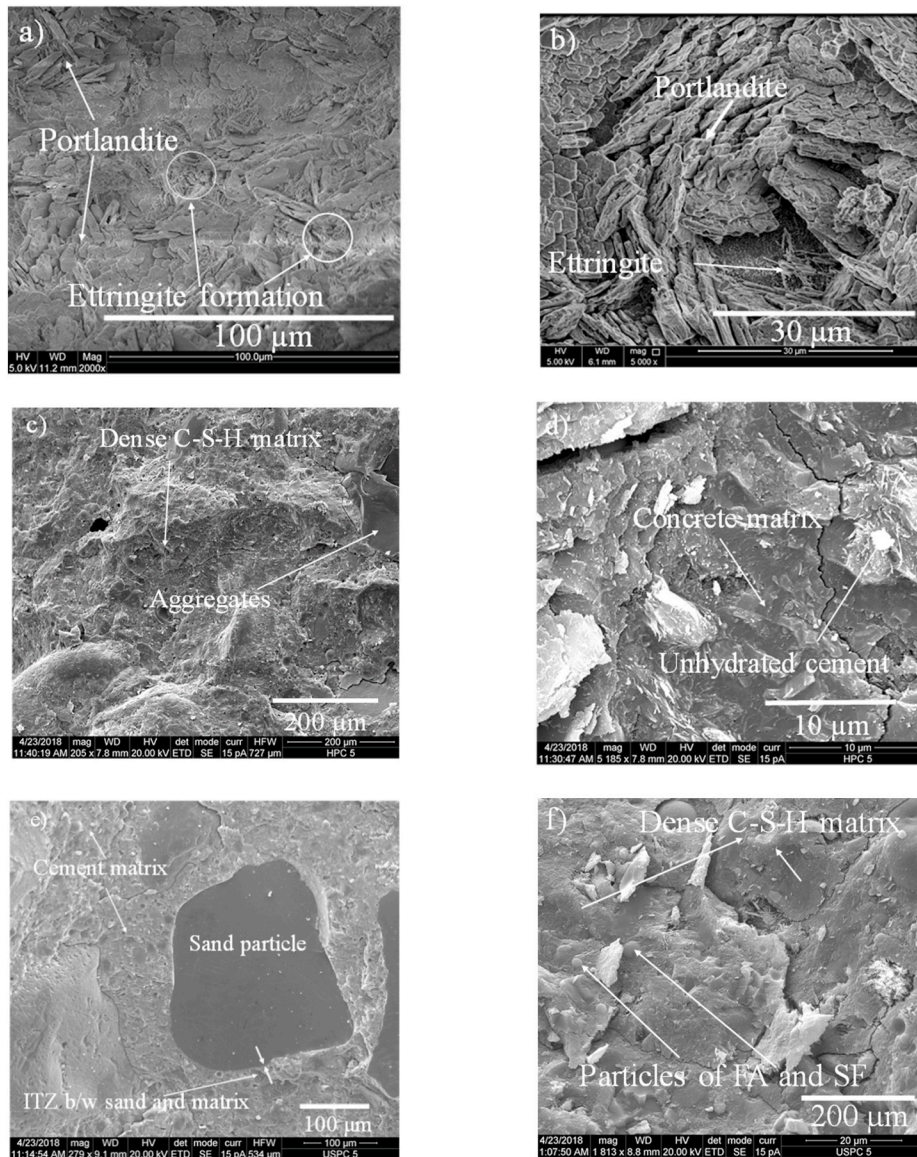 a)
Portlandite
Ettringite formation
100 µm
HV WD Mag
5.0 kV 11.2 mm 2000x
100.0µm
b)
Portlandite
Ettringite
30 µm
HV WD mag
5.00 kV 6.1 mm 5 000 x
30 µm
c)
Dense C-S-H matrix
Aggregates
200 µm
4/23/2018 mag WD HV det mode curr HFW
11:40:19 AM 205 x 7.8 mm 20.00 kV ETD SE 15 pA 727 µm
200 µm
HPC 5
d)
Concrete matrix
Unhydrated cement
10 µm
4/23/2018 mag WD HV det mode curr
11:30:47 AM 5 185 x 7.8 mm 20.00 kV ETD SE 15 pA
10 µm
HPC 5
e)
Cement matrix
Sand particle
ITZ b/w sand and matrix
100 µm
4/23/2018 mag WD HV det mode curr HFW
11:14:54 AM 279 x 9.1 mm 20.00 kV ETD SE 15 pA 534 µm
100 µm
USPC 5
f)
Dense C-S-H matrix
Particles of FA and SF
200 µm
4/23/2018 mag WD HV det mode curr
1:07:50 AM 1 813 x 8.8 mm 20.00 kV ETD SE 15 pA
20 µm
USPC 5